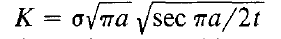 K = σ√πa √sec πa/2t